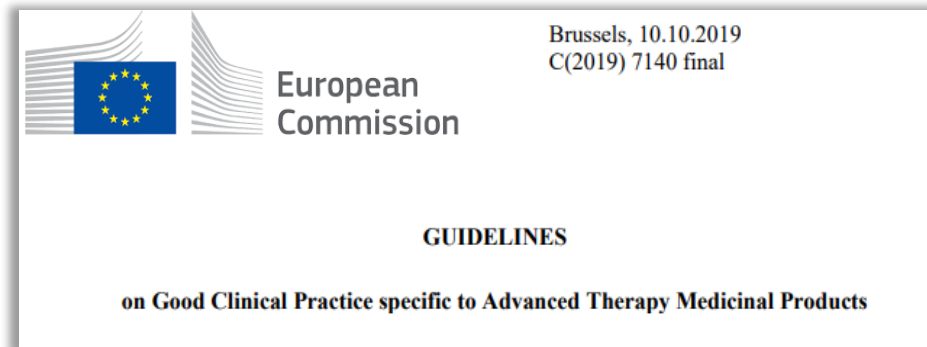 Brussels, 10.10.2019
C(2019) 7140 final
European
Commission
GUIDELINES
on Good Clinical Practice specific to Advanced Therapy Medicinal Products